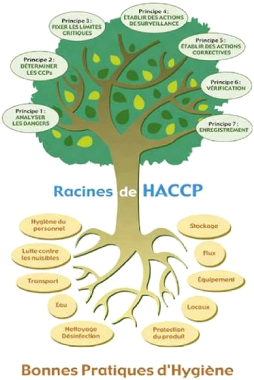 Principe 4 :
ÉTABLIR DES ACTIONS
DE SURVEILLANCE
Principe 3 :
FIXER LES LIMITES
CRITIQUES
Principe 5 :
ÉTABLIR DES ACTIONS
CORRECTIVES
Principe 2 :
DÉTERMINER
LES CCPs
Principe 6 :
VÉRIFICATION
Principe 1 :
ANALYSER
LES DANGERS
Principe 7 :
ENREGISTREMENT
Racines de HACCP
Hygiène du
personnel
Stockage
Lutte contre
les nuisibles
Flux
Transport
Equipement
Eau
Locaux
Nettoyage
Désinfection
Protection
du produit
Bonnes Pratiques d'Hygiène